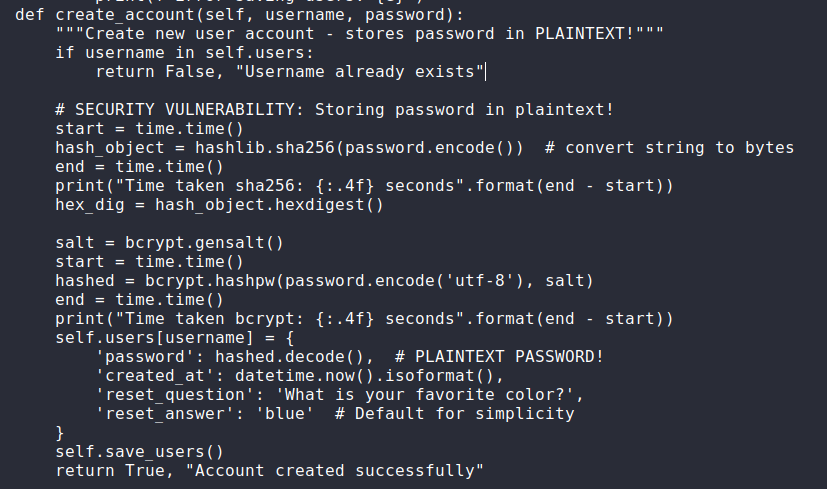 def create_account(self, username, password):
    """Create new user account - stores password in PLAINTEXT!"""
    if username in self.users:
        return False, "Username already exists"

    # SECURITY VULNERABILITY: Storing password in plaintext!
    start = time.time()
    hash_object = hashlib.sha256(password.encode())  # convert string to bytes
    end = time.time()
    print("Time taken sha256: {:.4f} seconds".format(end - start))
    hex_dig = hash_object.hexdigest()

    salt = bcrypt.gensalt()
    start = time.time()
    hashed = bcrypt.hashpw(password.encode('utf-8'), salt)
    end = time.time()
    print("Time taken bcrypt: {:.4f} seconds".format(end - start))
    self.users[username] = {
        'password': hashed.decode(),  # PLAINTEXT PASSWORD!
        'created_at': datetime.now().isoformat(),
        'reset_question': 'What is your favorite color?',
        'reset_answer': 'blue'  # Default for simplicity
    }
    self.save_users()
    return True, "Account created successfully"